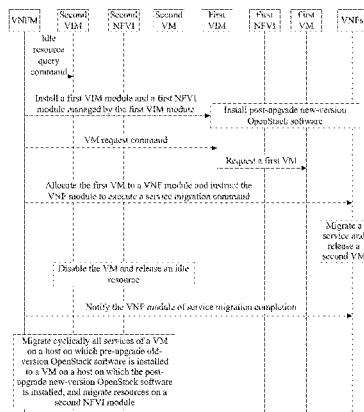 VNFM
Second
VIM
Second
NFVI
Second
VM
First
VIM
First
NFVI
First
VM
VNFs
Idle
resource
query
command
Install a first VIM module and a first NFVI
module managed by the first VIM module
Install post-upgrade new-version
OpenStack software
VM request command
Request a first VM
Allocate the first VM to a VNF module and instruct the
VNF module to execute a service migration command
Migrate a
service and
release a
second VM
Disable the VM and release an idle
resource
Notify the VNF module of service migration completion
Migrate cyclically all services of a VM
on a host on which pre-upgrade old-
version OpenStack software is installed
to a VM on a host on which the post-
upgrade new-version OpenStack software
is installed, and migrate resources on a
second NFVI module